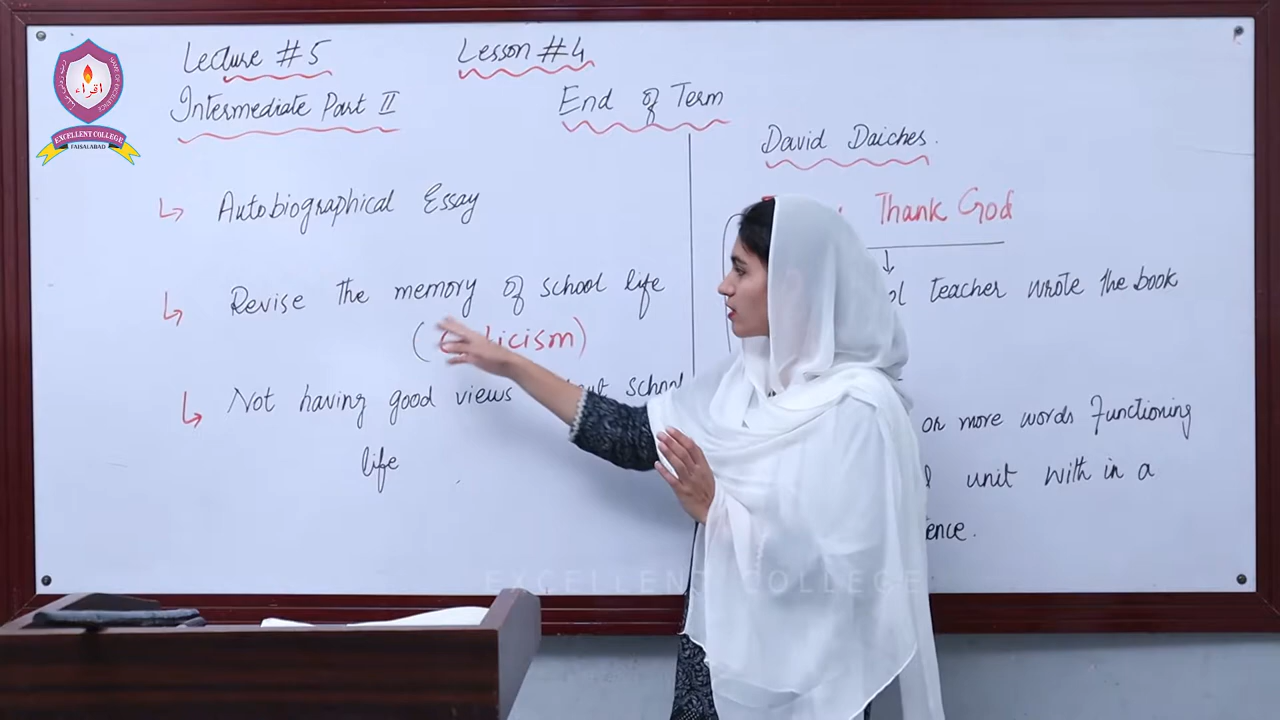 Lecture #5
Lesson #4
Intermediate Part II
End of Term
Autobiographical Essay
Revise the memory of school life
Not having good views school
life
David Daiches.
Thank God
teacher wrote the book
or more words functioning
unit with in a
اقراء
EXCELLENT COLLEGE
FAISALABAD
EXCELLENT COLLEGE